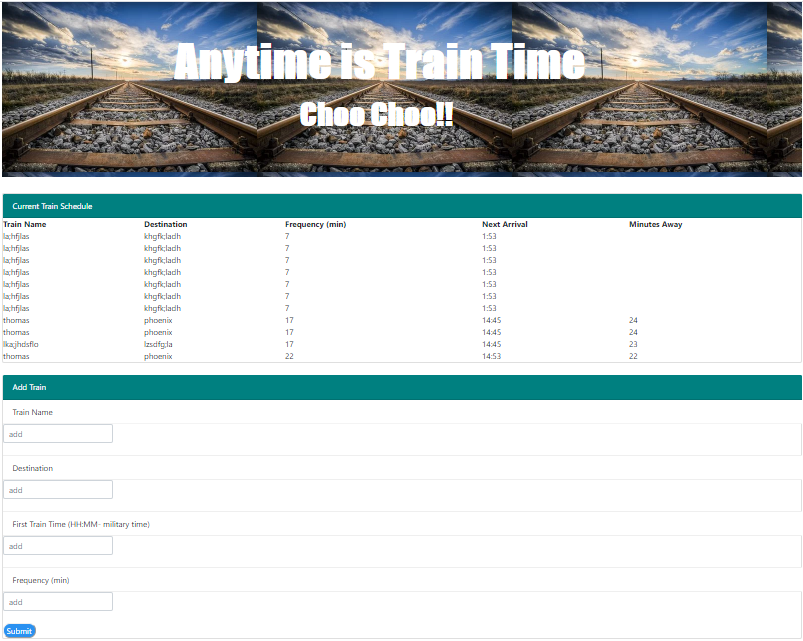 Anytime is Train Time
Choo Choo!!
Current Train Schedule
Train Name Destination Frequency (min) Next Arrival Minutes Away
la;hfjlas khgfk;ladh 7 1:53
la;hfjlas khgfk;ladh 7 1:53
la;hfjlas khgfk;ladh 7 1:53
la;hfjlas khgfk;ladh 7 1:53
la;hfjlas khgfk;ladh 7 1:53
la;hfjlas khgfk;ladh 7 1:53
la;hfjlas khgfk;ladh 7 1:53
thomas phoenix 17 14:45 24
thomas phoenix 17 14:45 24
lka;jhdsflo lzsdfg;la 17 14:45 23
thomas phoenix 22 14:53 22
Add Train
Train Name
add
Destination
add
First Train Time (HH:MM- military time)
add
Frequency (min)
add
Submit